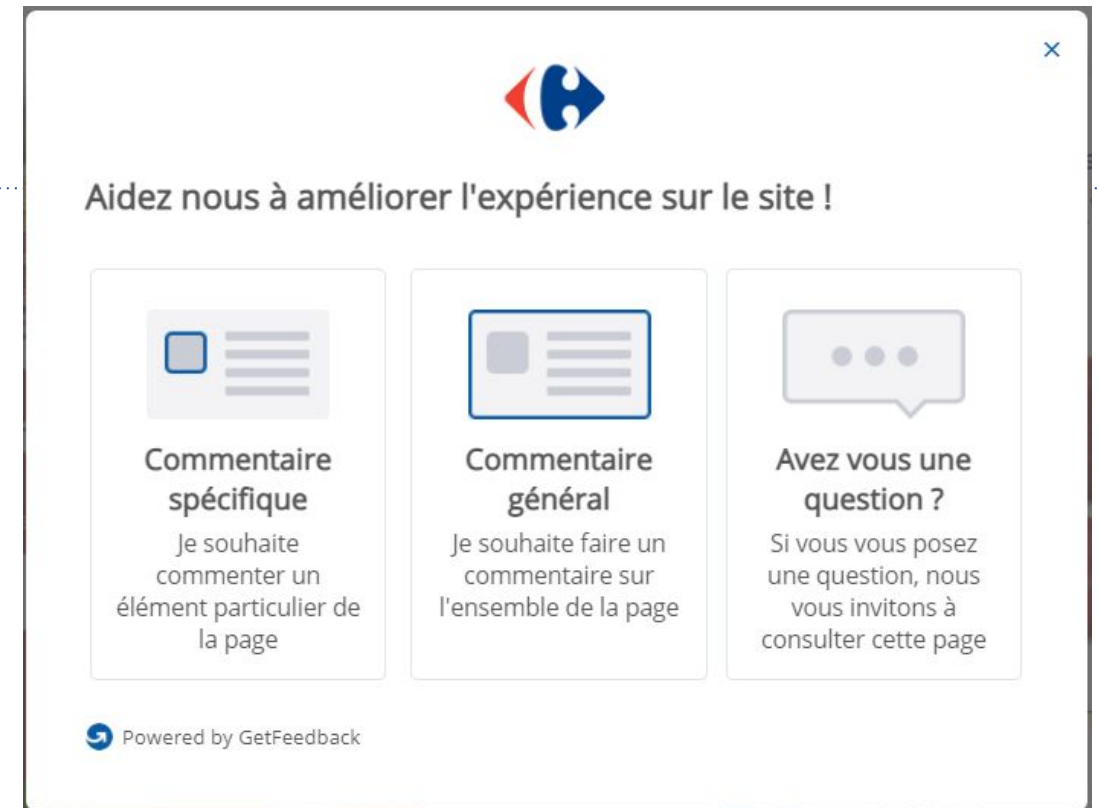 Aidez nous à améliorer l'expérience sur le site !
Commentaire
spécifique
Je souhaite
commenter un
élément particulier de
la page
Commentaire
général
Je souhaite faire un
commentaire sur
l'ensemble de la page
Avez vous une
question ?
Si vous vous posez
une question, nous
vous invitons à
consulter cette page
Powered by GetFeedback